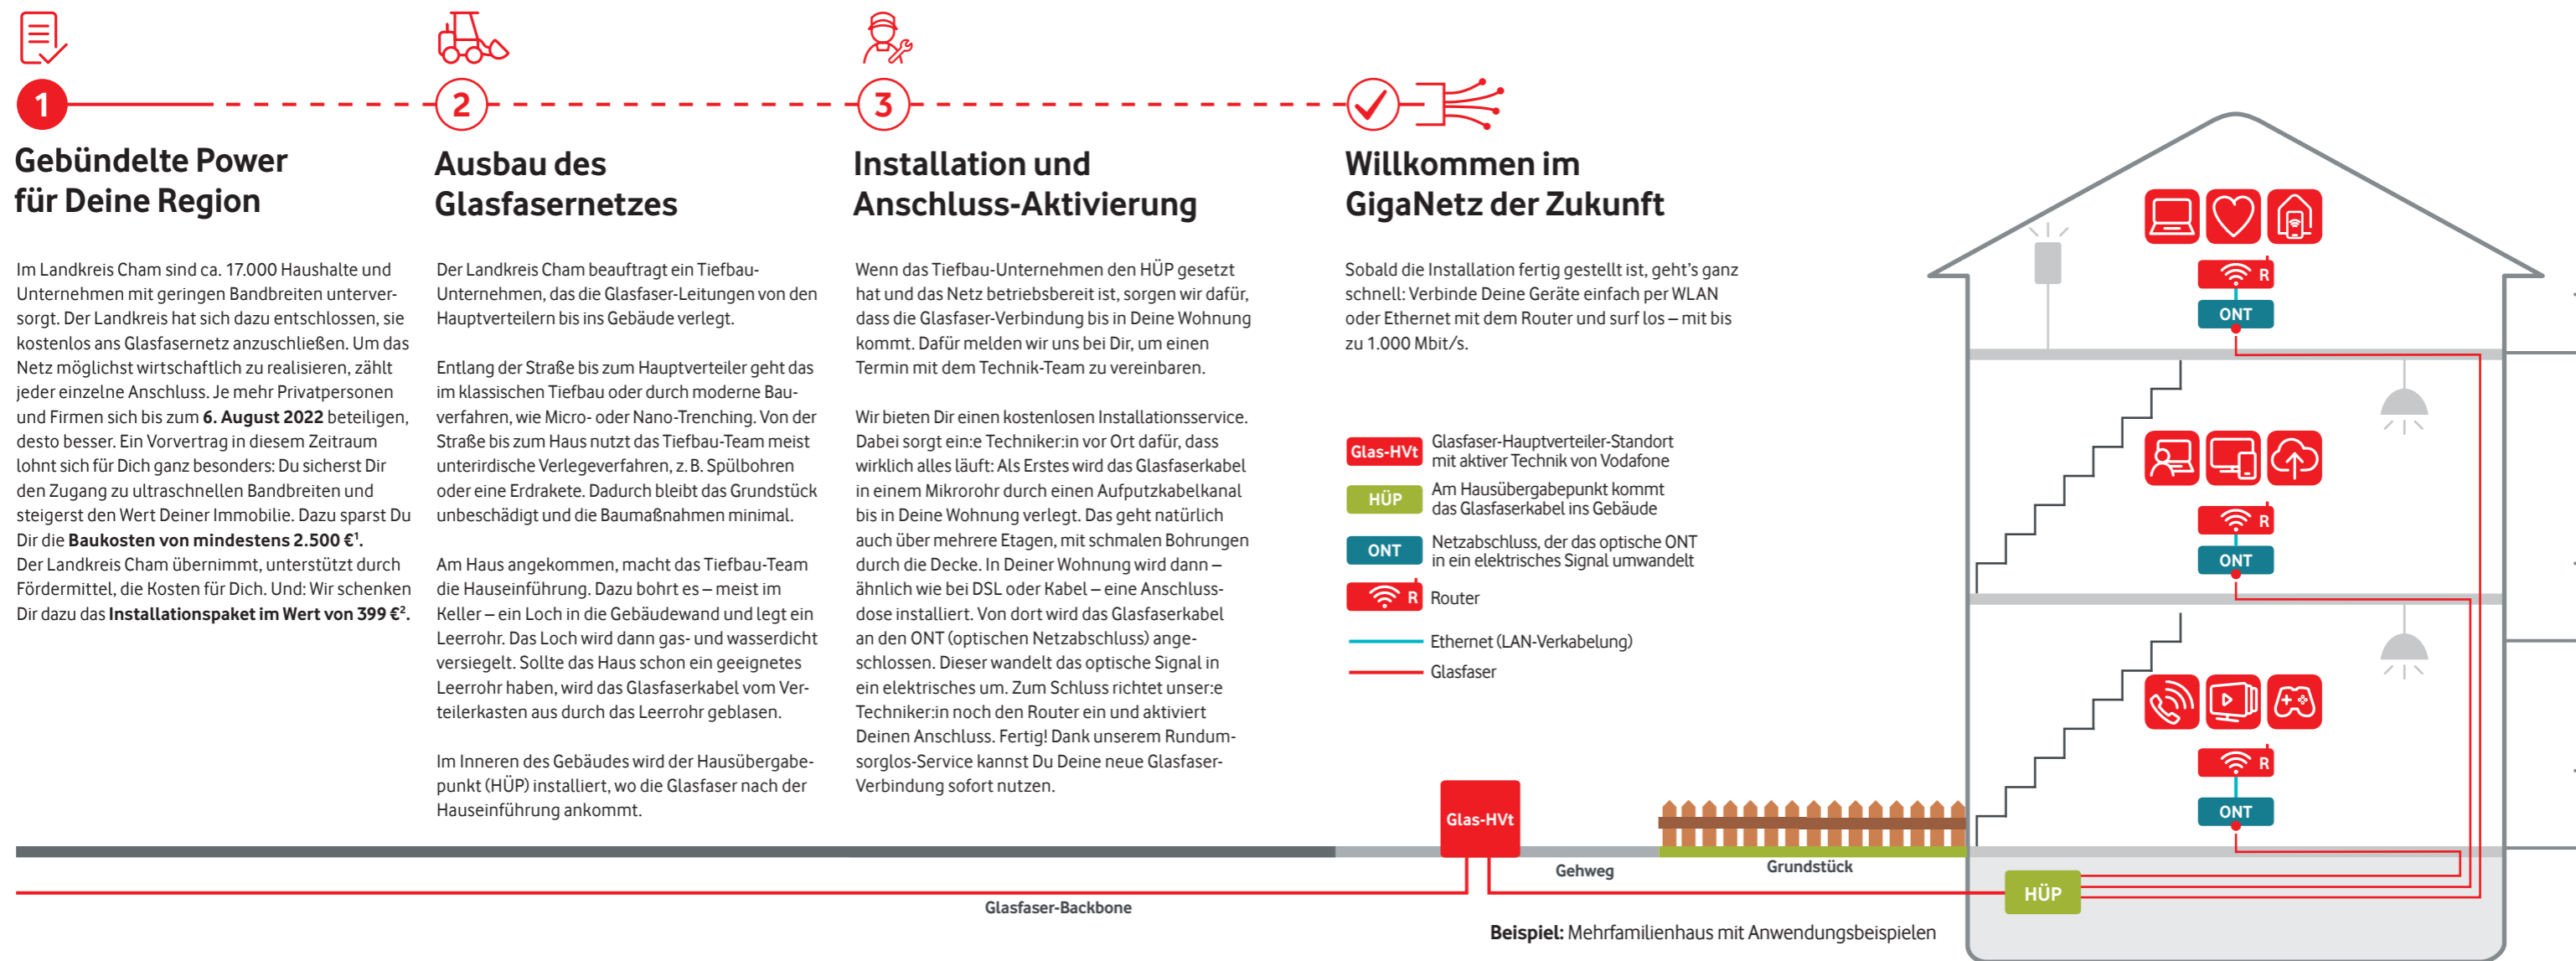 1
Gebündelte Power
für Deine Region
Im Landkreis Cham sind ca. 17.000 Haushalte und
Unternehmen mit geringen Bandbreiten unterver-
sorgt. Der Landkreis hat sich dazu entschlossen, sie
kostenlos ans Glasfasernetz anzuschließen. Um das
Netz möglichst wirtschaftlich zu realisieren, zählt
jeder einzelne Anschluss. Je mehr Privatpersonen
und Firmen sich bis zum 6. August 2022 beteiligen,
desto besser. Ein Vorvertrag in diesem Zeitraum
lohnt sich für Dich ganz besonders: Du sicherst Dir
den Zugang zu ultraschnellen Bandbreiten und
steigerst den Wert Deiner Immobilie. Dazu sparst Du
Dir die Baukosten von mindestens 2.500 €¹.
Der Landkreis Cham übernimmt, unterstützt durch
Fördermittel, die Kosten für Dich. Und: Wir schenken
Dir dazu das Installationspaket im Wert von 399 €².
2
Ausbau des
Glasfasernetzes
Der Landkreis Cham beauftragt ein Tiefbau-
Unternehmen, das die Glasfaser-Leitungen von den
Hauptverteilern bis ins Gebäude verlegt.
Entlang der Straße bis zum Hauptverteiler geht das
im klassischen Tiefbau oder durch moderne Bau-
verfahren, wie Micro- oder Nano-Trenching. Von der
Straße bis zum Haus nutzt das Tiefbau-Team meist
unterirdische Verlegeverfahren, z. B. Spülbohren
oder eine Erdrakete. Dadurch bleibt das Grundstück
unbeschädigt und die Baumaßnahmen minimal.
Am Haus angekommen, macht das Tiefbau-Team
die Hauseinführung. Dazu bohrt es – meist im
Keller – ein Loch in die Gebäudewand und legt ein
Leerrohr. Das Loch wird dann gas- und wasserdicht
versiegelt. Sollte das Haus schon ein geeignetes
Leerrohr haben, wird das Glasfaserkabel vom Ver-
teilerkasten aus durch das Leerrohr geblasen.
Im Inneren des Gebäudes wird der Hausübergabe-
punkt (HÜP) installiert, wo die Glasfaser nach der
Hauseinführung ankommt.
3
Installation und
Anschluss-Aktivierung
Wenn das Tiefbau-Unternehmen den HÜP gesetzt
hat und das Netz betriebsbereit ist, sorgen wir dafür,
dass die Glasfaser-Verbindung bis in Deine Wohnung
kommt. Dafür melden wir uns bei Dir, um einen
Termin mit dem Technik-Team zu vereinbaren.
Wir bieten Dir einen kostenlosen Installationsservice.
Dabei sorgt ein:e Techniker:in vor Ort dafür, dass
wirklich alles läuft: Als Erstes wird das Glasfaserkabel
in einem Mikrorohr durch einen Aufputzkabelkanal
bis in Deine Wohnung verlegt. Das geht natürlich
auch über mehrere Etagen, mit schmalen Bohrungen
durch die Decke. In Deiner Wohnung wird dann –
ähnlich wie bei DSL oder Kabel – eine Anschluss-
dose installiert. Von dort wird das Glasfaserkabel
an den ONT (optischen Netzabschluss) ange-
schlossen. Dieser wandelt das optische Signal in
ein elektrisches um. Zum Schluss richtet unser:e
Techniker:in noch den Router ein und aktiviert
Deinen Anschluss. Fertig! Dank unserem Rundum-
sorglos-Service kannst Du Deine neue Glasfaser-
Verbindung sofort nutzen.
Willkommen im
GigaNetz der Zukunft
Sobald die Installation fertig gestellt ist, geht's ganz
schnell: Verbinde Deine Geräte einfach per WLAN
oder Ethernet mit dem Router und surf los – mit bis
zu 1.000 Mbit/s.
Glas-HVt Glasfaser-Hauptverteiler-Standort
mit aktiver Technik von Vodafone
HÜP Am Hausübergabepunkt kommt
das Glasfaserkabel ins Gebäude
ONT Netzabschluss, der das optische ONT
in ein elektrisches Signal umwandelt
R Router
Ethernet (LAN-Verkabelung)
Glasfaser
R
ONT
R
ONT
R
ONT
Glas-HVt
Gehweg
Grundstück
HÜP
Glasfaser-Backbone
Beispiel: Mehrfamilienhaus mit Anwendungsbeispielen